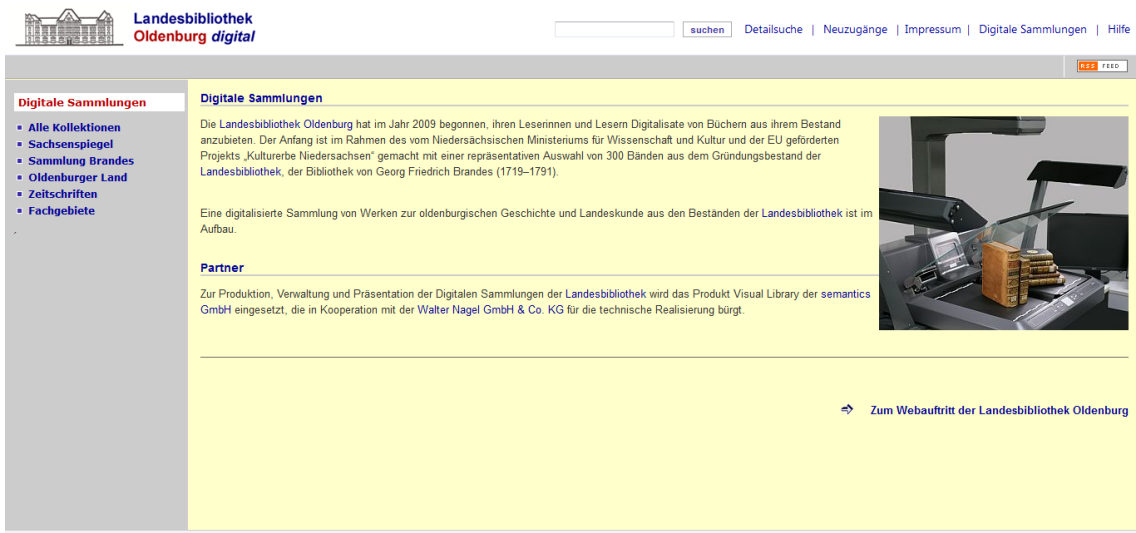 Landesbibliothek
Oldenburg digital
suchen
Detailsuche | Neuzugänge | Impressum | Digitale Sammlungen | Hilfe
RSS FEED
Digitale Sammlungen
Alle Kollektionen
Sachsenspiegel
Sammlung Brandes
Oldenburger Land
Zeitschriften
Fachgebiete
.
Digitale Sammlungen
Die Landesbibliothek Oldenburg hat im Jahr 2009 begonnen, ihren Leserinnen und Lesern Digitalisate von Büchern aus ihrem Bestand
anzubieten. Der Anfang ist im Rahmen des vom Niedersächsischen Ministeriums für Wissenschaft und Kultur und der EU geförderten
Projekts „Kulturerbe Niedersachsen“ gemacht mit einer repräsentativen Auswahl von 300 Bänden aus dem Gründungsbestand der
Landesbibliothek, der Bibliothek von Georg Friedrich Brandes (1719–1791).
Eine digitalisierte Sammlung von Werken zur oldenburgischen Geschichte und Landeskunde aus den Beständen der Landesbibliothek ist im
Aufbau.
Partner
Zur Produktion, Verwaltung und Präsentation der Digitalen Sammlungen der Landesbibliothek wird das Produkt Visual Library der semantics
GmbH eingesetzt, die in Kooperation mit der Walter Nagel GmbH & Co. KG für die technische Realisierung bürgt.
Zum Webauftritt der Landesbibliothek Oldenburg